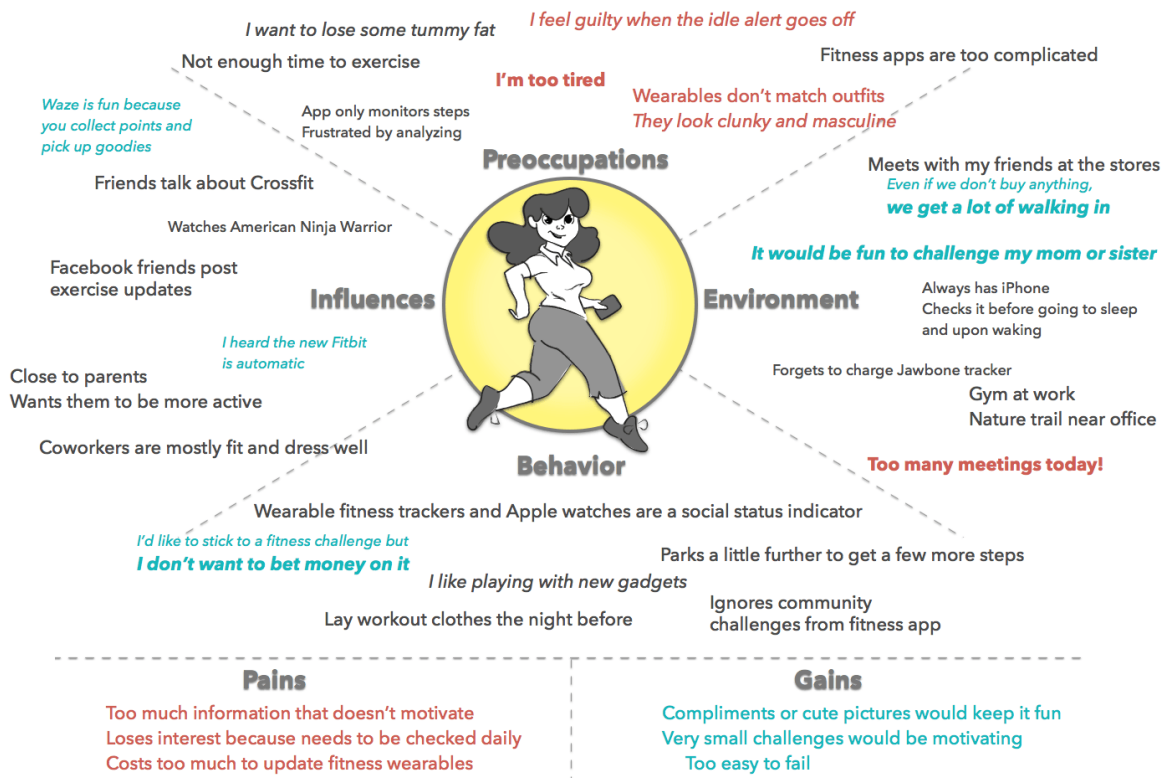 I want to lose some tummy fat
I feel guilty when the idle alert goes off
Not enough time to exercise
Fitness apps are too complicated
I’m too tired
App only monitors steps
Frustrated by analyzing
Wearables don’t match outfits
They look clunky and masculine
Preoccupations
Waze is fun because
you collect points and
pick up goodies
Friends talk about Crossfit
Watches American Ninja Warrior
Facebook friends post
exercise updates
Influences
I heard the new Fitbit
is automatic
Close to parents
Wants them to be more active
Coworkers are mostly fit and dress well
Meets with my friends at the stores
Even if we don’t buy anything,
we get a lot of walking in
It would be fun to challenge my mom or sister
Environment
Always has iPhone
Checks it before going to sleep
and upon waking
Forgets to charge Jawbone tracker
Gym at work
Nature trail near office
Too many meetings today!
Behavior
Wearable fitness trackers and Apple watches are a social status indicator
I’d like to stick to a fitness challenge but
I don’t want to bet money on it
Parks a little further to get a few more steps
I like playing with new gadgets
Lay workout clothes the night before
Ignores community
challenges from fitness app
Pains
Too much information that doesn’t motivate
Loses interest because needs to be checked daily
Costs too much to update fitness wearables
Gains
Compliments or cute pictures would keep it fun
Very small challenges would be motivating
Too easy to fail